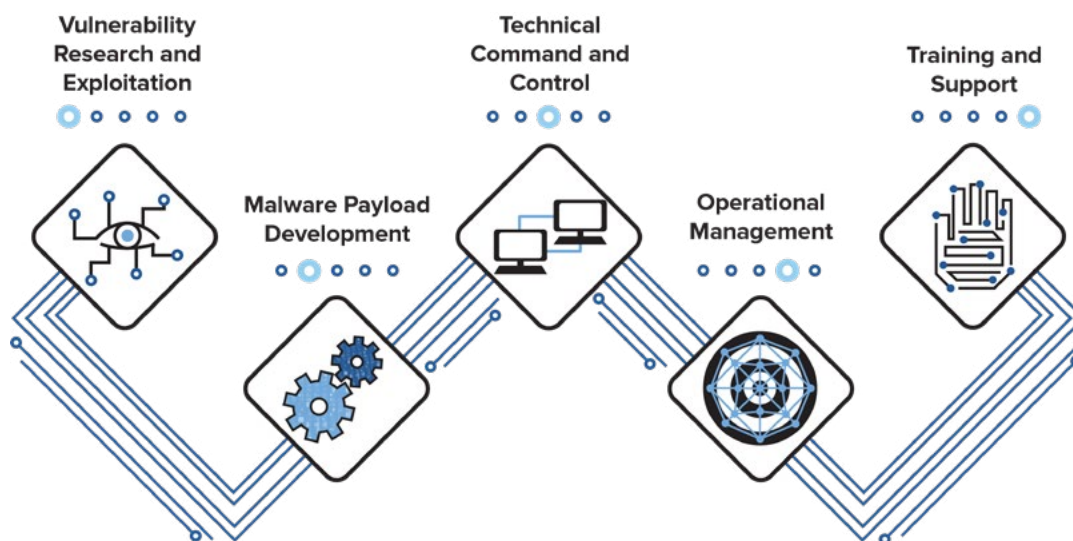 Vulnerability
Research and
Exploitation
Malware Payload
Development
Technical
Command and
Control
Operational
Management
Training and
Support